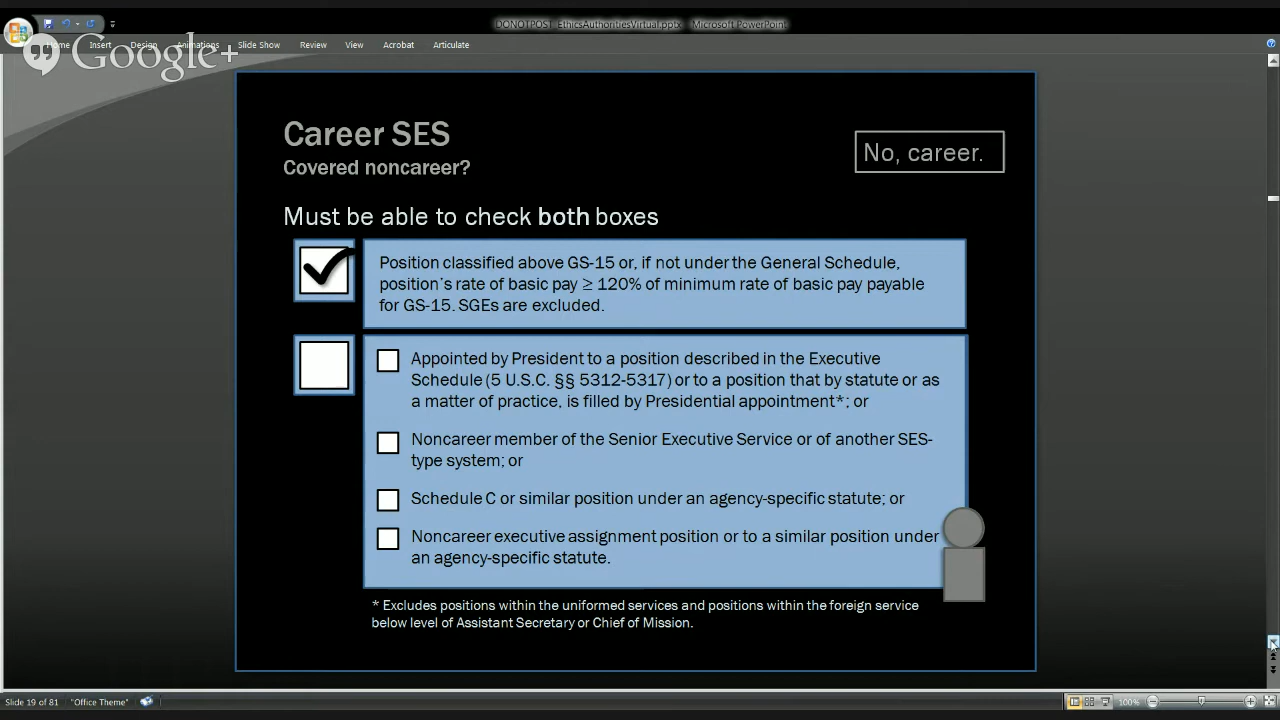 DONOTPOST_EthicsAuthoritiesVirtual.pptx - Microsoft PowerPoint
Home Insert Design Animations Slide Show Review View Acrobat Articulate
Google+
Career SES
No, career.
Covered noncareer?
Must be able to check both boxes
Position classified above GS-15 or, if not under the General Schedule,
position's rate of basic pay ≥ 120% of minimum rate of basic pay payable
for GS-15. SGEs are excluded.
Appointed by President to a position described in the Executive
Schedule (5 U.S.C. §§ 5312-5317) or to a position that by statute or as
a matter of practice, is filled by Presidential appointment*; or
Noncareer member of the Senior Executive Service or of another SES-
type system; or
Schedule C or similar position under an agency-specific statute; or
Noncareer executive assignment position or to a similar position under
an agency-specific statute.
* Excludes positions within the uniformed services and positions within the foreign service
below level of Assistant Secretary or Chief of Mission.
Slide 19 of 81 "Office Theme" 100%